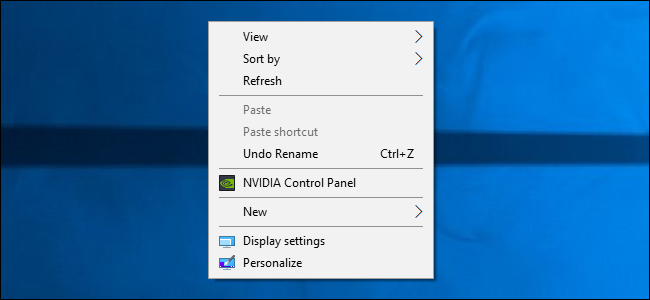 View
Sort by
Refresh
Paste
Paste shortcut
Undo Rename Ctrl+Z
NVIDIA Control Panel
New
Display settings
Personalize